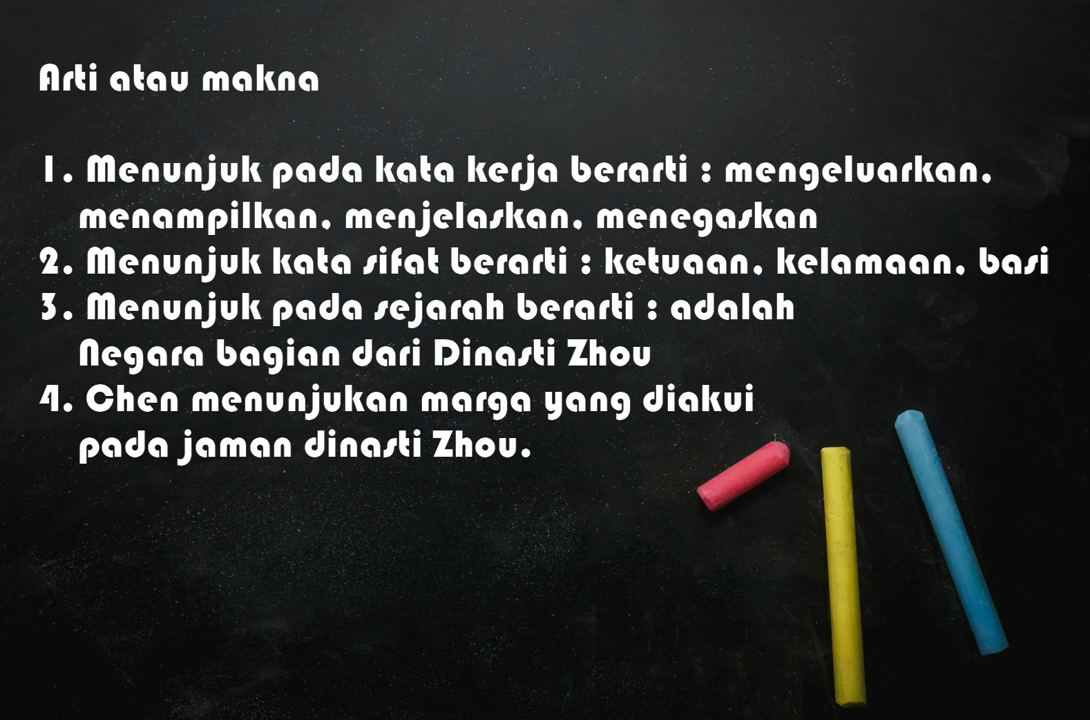 Arti atau makna
1. Menunjuk pada kata kerja berarti : mengeluarkan,
menampilkan, menjelaskan, menegaskan
2. Menunjuk kata sifat berarti : ketuaan, kelamaan, basi
3. Menunjuk pada sejarah berarti : adalah
Negara bagian dari Dinasti Zhou
4. Chen menunjukan marga yang diakui
pada jaman dinasti Zhou.